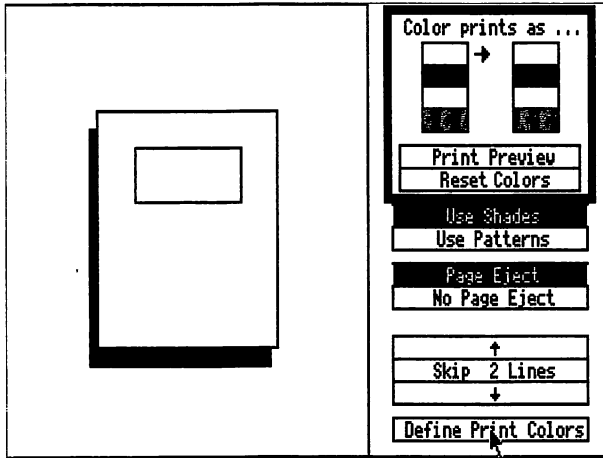 Color prints as ...
Print Preview
Reset Colors
Use Shades
Use Patterns
Page Eject
No Page Eject
Skip 2 Lines
Define Print Colors